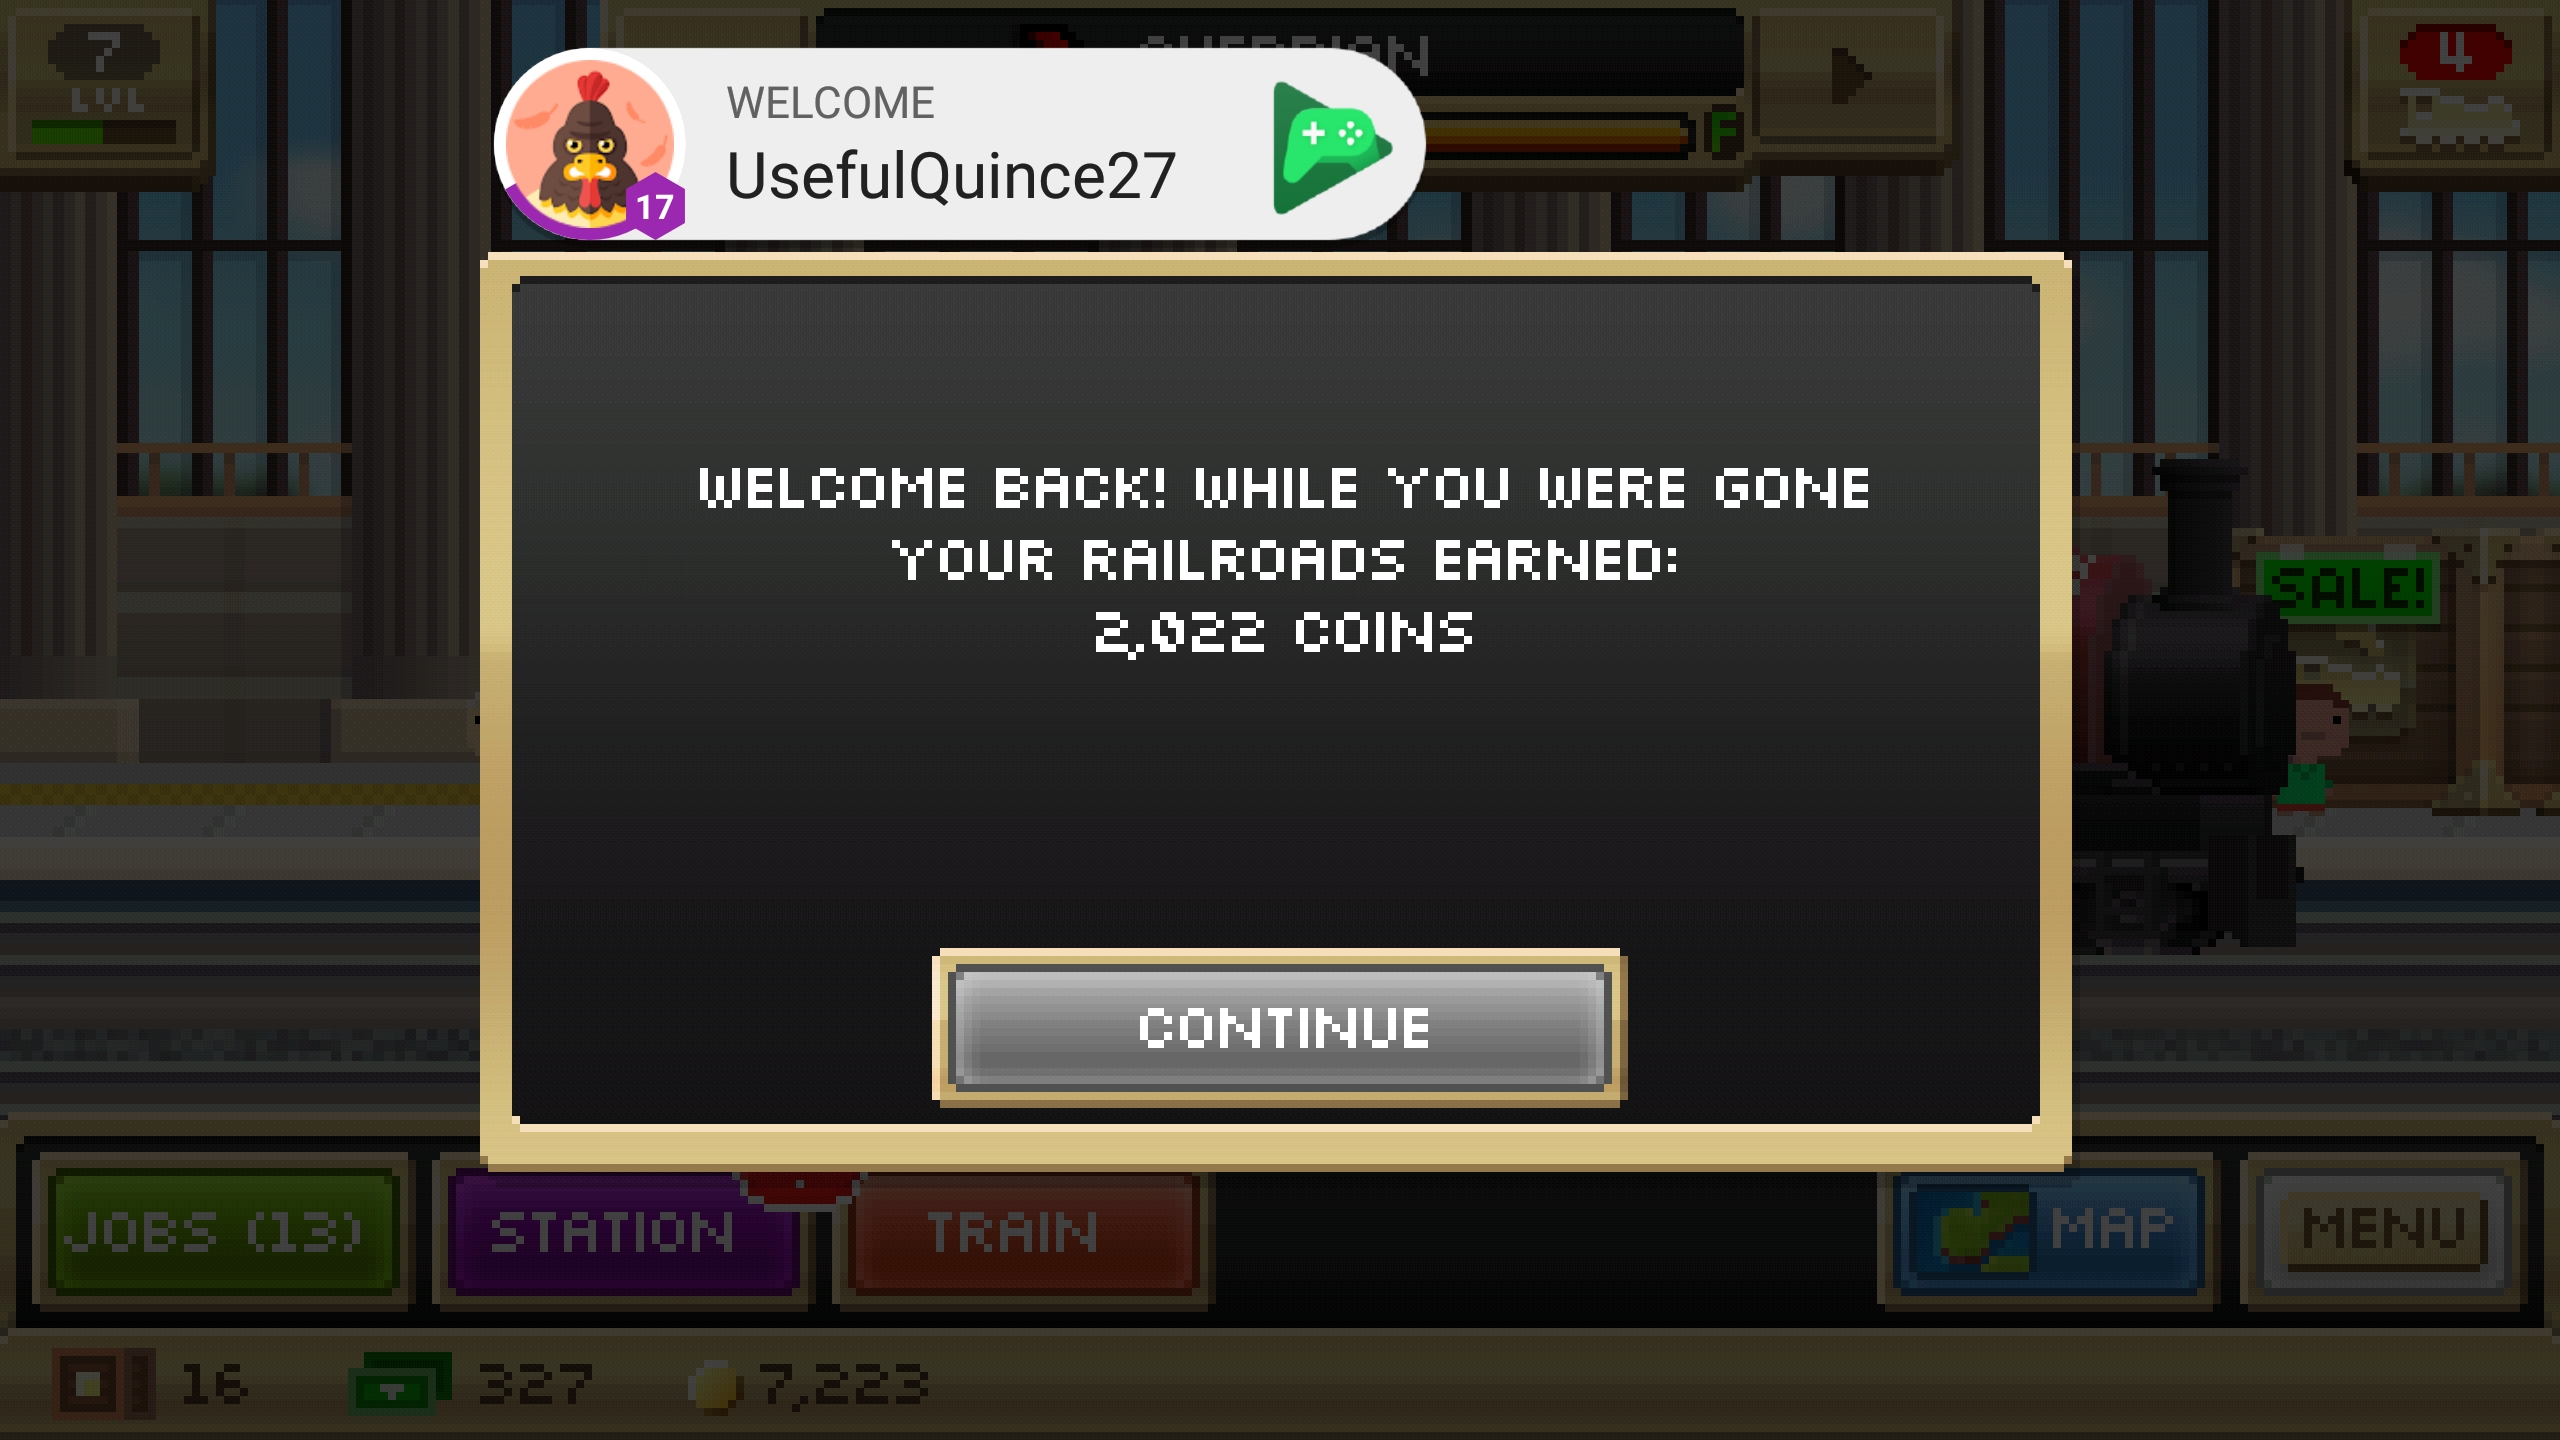 7
LVL
4
WELCOME
UsefulQuince27
17
F
WELCOME BACK! WHILE YOU WERE GONE
YOUR RAILROADS EARNED:
2,022 COINS
SALE!
CONTINUE
JOBS (13)
STATION
TRAIN
MAP
MENU
16
327
7,223